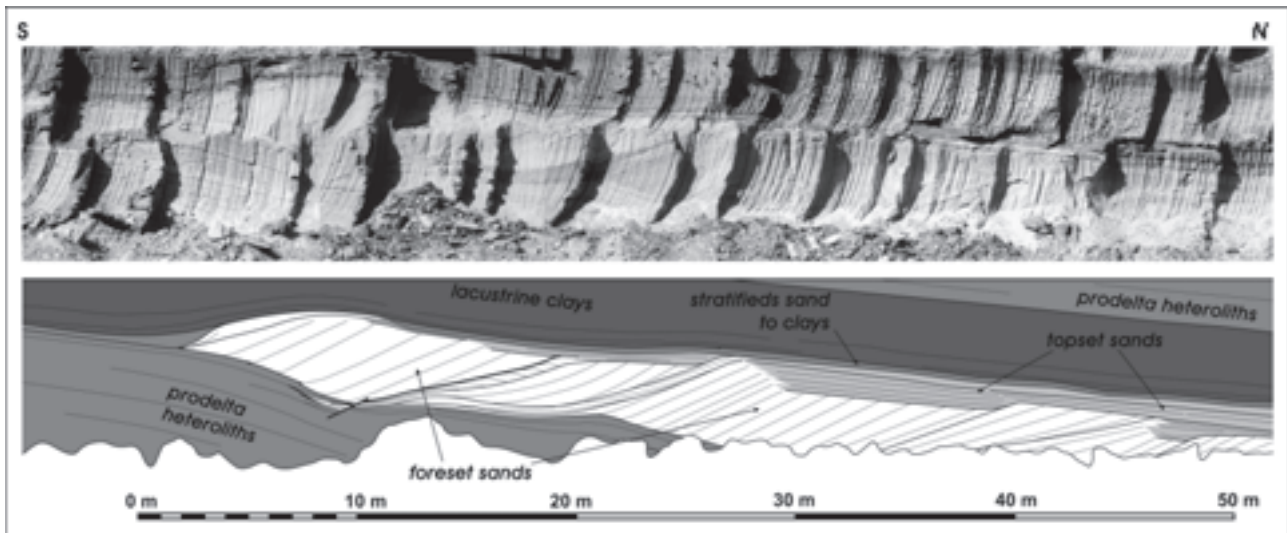 S
N
lacustrine clays
stratifieds sand
to clays
prodelta heteroliths
topset sands
prodelta
heteroliths
foreset sands
0 m
10 m
20 m
30 m
40 m
50 m